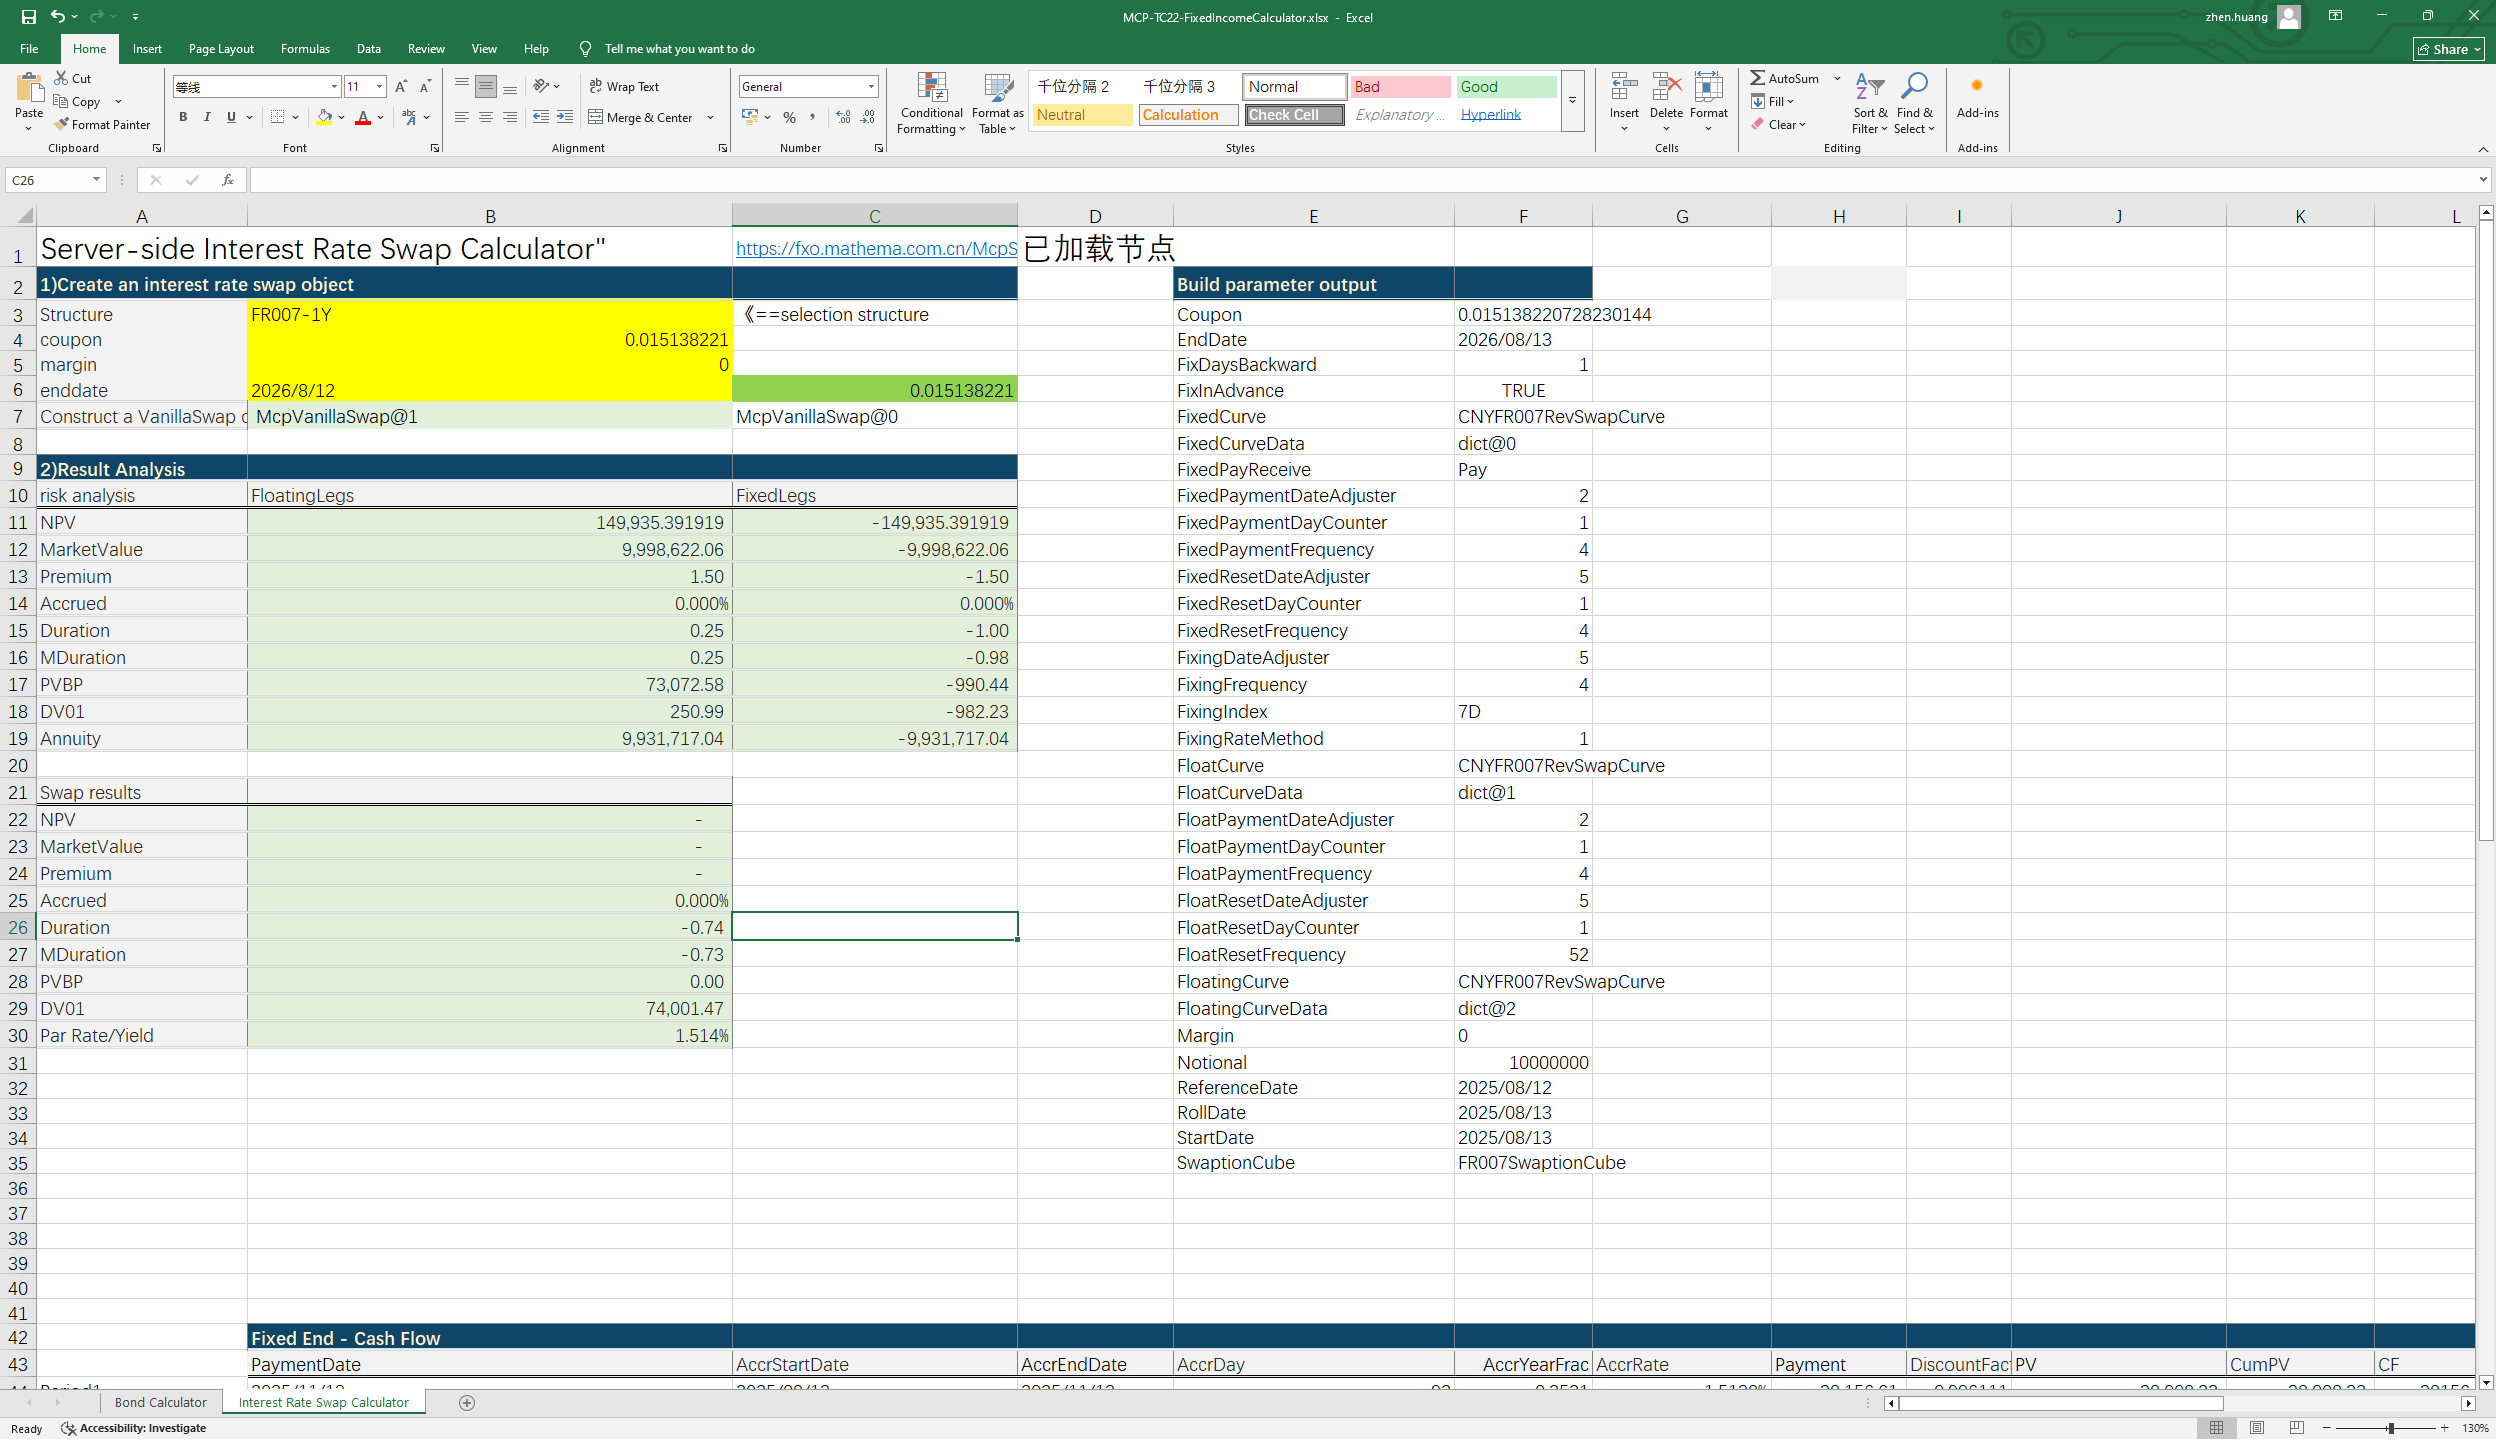 MCP-TC22-FixedIncomeCalculator.xlsx - Excel
zhen.huang
File Home Insert Page Layout Formulas Data Review View Help Tell me what you want to do
Share
Paste
Cut
Copy
Format Painter
Clipboard
等线 11
B I U
Font
Wrap Text
Merge & Center
Alignment
General
Number
Conditional Formatting
Format as Table
千位分隔 2 千位分隔 3 Normal Bad Good
Neutral Calculation Check Cell Explanatory ... Hyperlink
Styles
Insert Delete Format
Cells
AutoSum
Fill
Clear
Sort & Filter
Find & Select
Editing
Add-ins
Add-ins
C26 fx
A B C D E F G H I J K L
1 Server-side Interest Rate Swap Calculator" https://fxo.mathema.com.cn/McpS 已加载节点
2 1)Create an interest rate swap object Build parameter output
3 Structure FR007-1Y 《==selection structure Coupon 0.015138220728230144
4 coupon 0.015138221 EndDate 2026/08/13
5 margin 0 FixDaysBackward 1
6 enddate 2026/8/12 0.015138221 FixInAdvance TRUE
7 Construct a VanillaSwap o McpVanillaSwap@1 McpVanillaSwap@0 FixedCurve CNYFR007RevSwapCurve
8 FixedCurveData dict@0
9 2)Result Analysis FixedPayReceive Pay
10 risk analysis FloatingLegs FixedLegs FixedPaymentDateAdjuster 2
11 NPV 149,935.391919 -149,935.391919 FixedPaymentDayCounter 1
12 MarketValue 9,998,622.06 -9,998,622.06 FixedPaymentFrequency 4
13 Premium 1.50 -1.50 FixedResetDateAdjuster 5
14 Accrued 0.000% 0.000% FixedResetDayCounter 1
15 Duration 0.25 -1.00 FixedResetFrequency 4
16 MDuration 0.25 -0.98 FixingDateAdjuster 5
17 PVBP 73,072.58 -990.44 FixingFrequency 4
18 DV01 250.99 -982.23 FixingIndex 7D
19 Annuity 9,931,717.04 -9,931,717.04 FixingRateMethod 1
20 FloatCurve CNYFR007RevSwapCurve
21 Swap results FloatCurveData dict@1
22 NPV - FloatPaymentDateAdjuster 2
23 MarketValue - FloatPaymentDayCounter 1
24 Premium - FloatPaymentFrequency 4
25 Accrued 0.000% FloatResetDateAdjuster 5
26 Duration -0.74 FloatResetDayCounter 1
27 MDuration -0.73 FloatResetFrequency 52
28 PVBP 0.00 FloatingCurve CNYFR007RevSwapCurve
29 DV01 74,001.47 FloatingCurveData dict@2
30 Par Rate/Yield 1.514% Margin 0
31 Notional 10000000
32 ReferenceDate 2025/08/12
33 RollDate 2025/08/13
34 StartDate 2025/08/13
35 SwaptionCube FR007SwaptionCube
36
37
38
39
40
41
42 Fixed End - Cash Flow
43 PaymentDate AccrStartDate AccrEndDate AccrDay AccrYearFrac AccrRate Payment DiscountFac PV CumPV CF
Bond Calculator Interest Rate Swap Calculator
Ready Accessibility: Investigate 130%